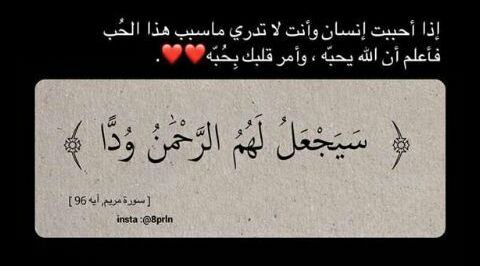 إذا أحببت إنسان وأنت لا تدري ماسبب هذا الحُب
فأعلم أن الله يحبّه ، وأمر قلبك بِحُبّه❤️❤️.
﴿ سَيَجْعَلُ لَهُمُ الرَّحْمَٰنُ وُدًّا ﴾
[ سورة مريم, آيه 96 ]
insta :@8prln